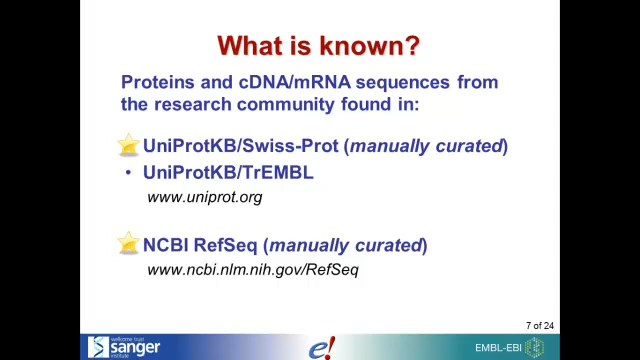 What is known?
Proteins and cDNA/mRNA sequences from
the research community found in:
UniProtKB/Swiss-Prot (manually curated)
• UniProtKB/TrEMBL
www.uniprot.org
NCBI RefSeq (manually curated)
www.ncbi.nlm.nih.gov/RefSeq
7 of 24
wellcome trust
sanger
institute
e!
EMBL-EBI